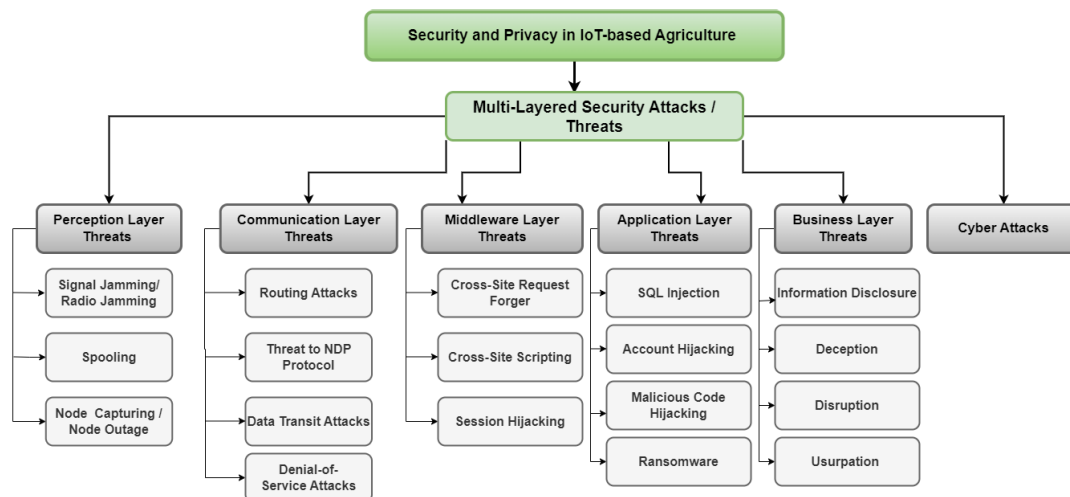 Security and Privacy in IoT-based Agriculture
Multi-Layered Security Attacks /
Threats
Perception Layer
Threats
Signal Jamming/
Radio Jamming
Spooling
Node Capturing /
Node Outage
Communication Layer
Threats
Routing Attacks
Threat to NDP
Protocol
Data Transit Attacks
Denial-of-
Service Attacks
Middleware Layer
Threats
Cross-Site Request
Forger
Cross-Site Scripting
Session Hijacking
Application Layer
Threats
SQL Injection
Account Hijacking
Malicious Code
Hijacking
Ransomware
Business Layer
Threats
Information Disclosure
Deception
Disruption
Usurpation
Cyber Attacks